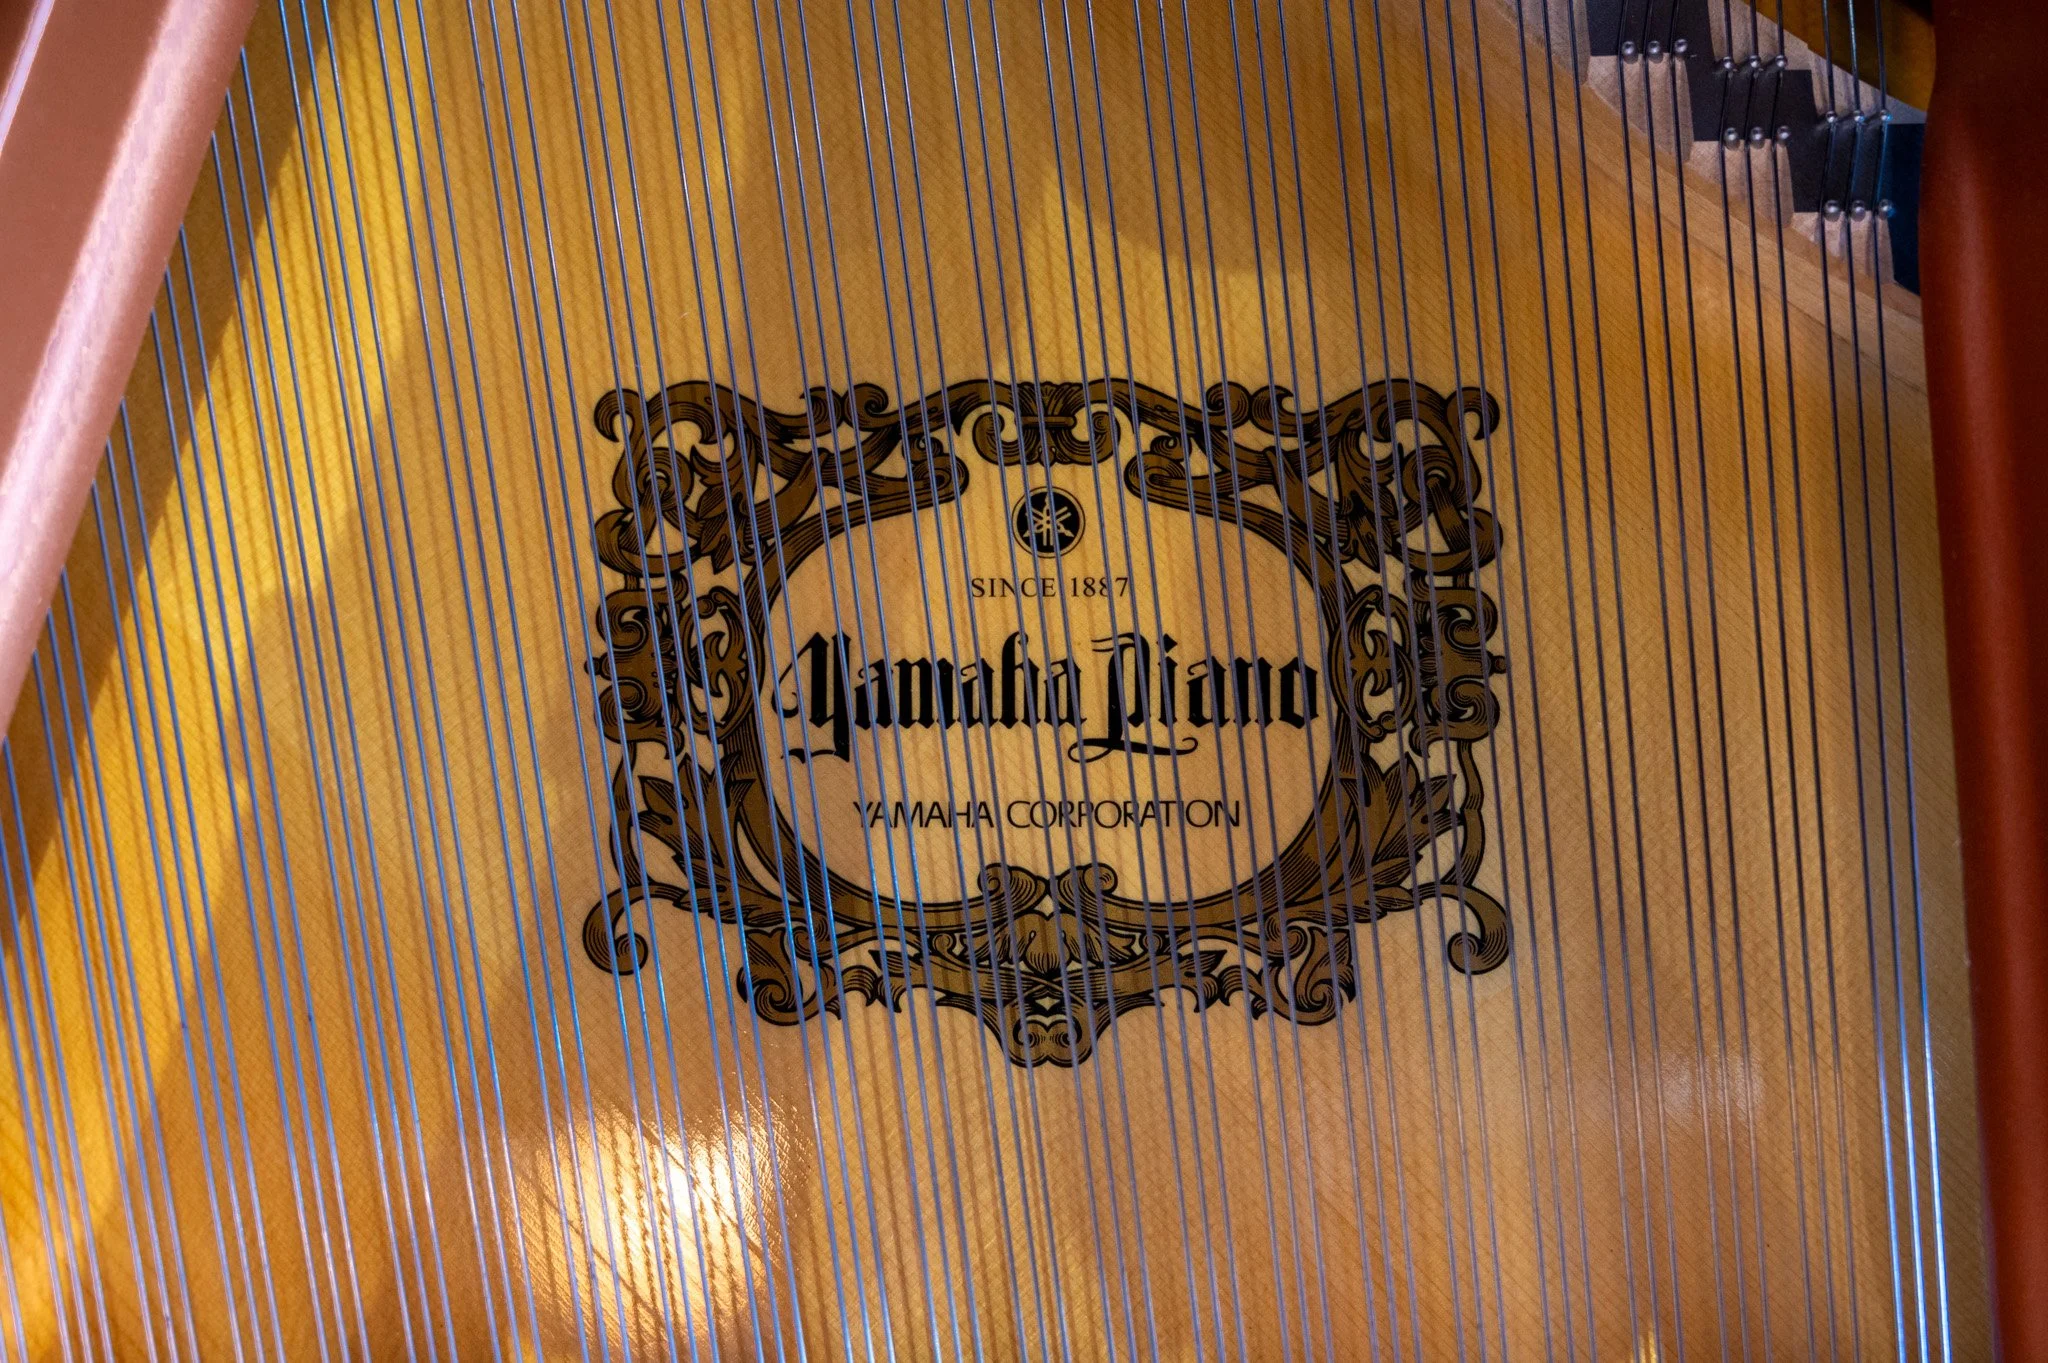 SINCE 1887
Yamaha Piano
YAMAHA CORPORATION